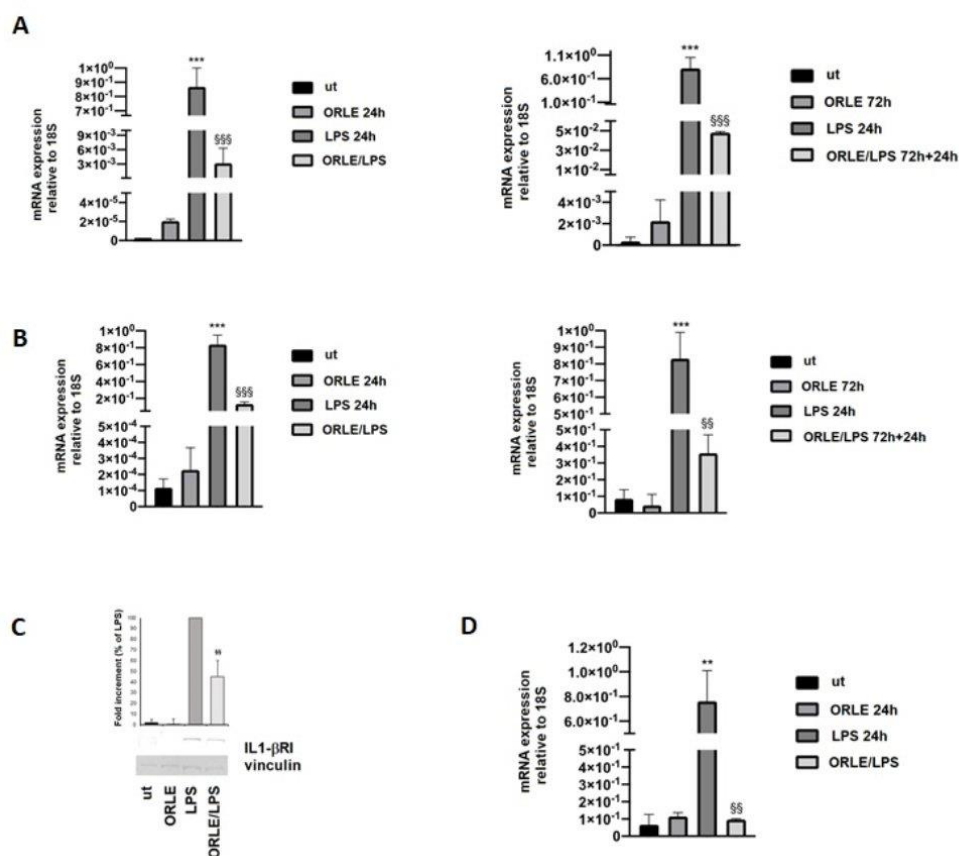 A
mRNA expression
relative to 18S
1×10⁰
9×10⁻¹
8×10⁻¹
7×10⁻¹
9×10⁻³
6×10⁻³
3×10⁻³
4×10⁻⁵
2×10⁻⁵
0
***
§§§
ut
ORLE 24h
LPS 24h
ORLE/LPS
mRNA expression
relative to 18S
1.1×10⁰
6.0×10⁻¹
1.0×10⁻¹
5×10⁻²
3×10⁻²
1×10⁻²
4×10⁻³
2×10⁻³
0
***
§§§
ut
ORLE 72h
LPS 24h
ORLE/LPS 72h+24h
B
mRNA expression
relative to 18S
1×10⁰
8×10⁻¹
6×10⁻¹
4×10⁻¹
2×10⁻¹
5×10⁻⁴
4×10⁻⁴
3×10⁻⁴
2×10⁻⁴
1×10⁻⁴
0
***
§§§
ut
ORLE 24h
LPS 24h
ORLE/LPS
mRNA expression
relative to 18S
1×10⁰
9×10⁻¹
8×10⁻¹
7×10⁻¹
6×10⁻¹
5×10⁻¹
5×10⁻¹
4×10⁻¹
3×10⁻¹
2×10⁻¹
1×10⁻¹
0
***
§§
ut
ORLE 72h
LPS 24h
ORLE/LPS 72h+24h
C
Fold increment (% of LPS)
100
90
80
70
60
50
40
30
20
10
0
IL1-βRI
vinculin
ut
ORLE
LPS
ORLE/LPS
D
mRNA expression
relative to 18S
1.2×10⁰
1.0×10⁰
8.0×10⁻¹
6.0×10⁻¹
5×10⁻¹
4×10⁻¹
3×10⁻¹
2×10⁻¹
1×10⁻¹
0
**
§§
ut
ORLE 24h
LPS 24h
ORLE/LPS